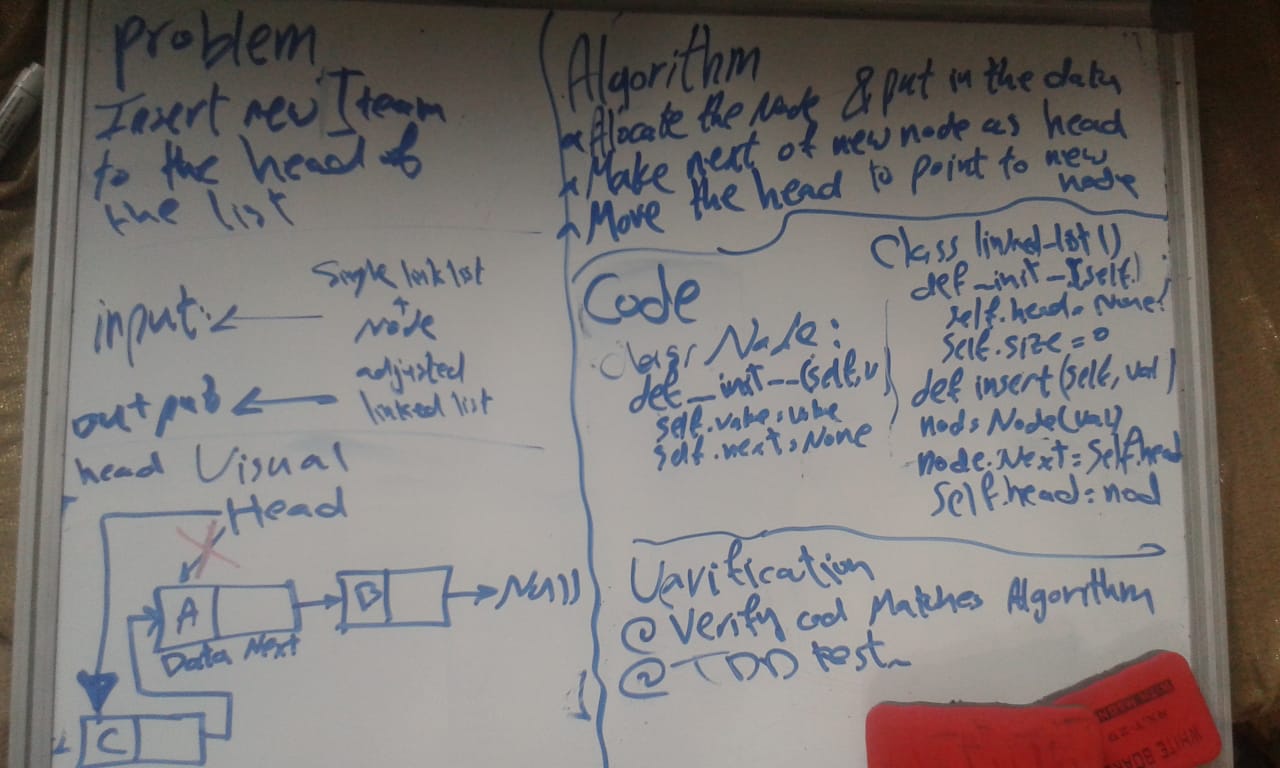 problem
Insert new Iteam
to the head of
the list
input:
Single link list
+
Node
out put
adjusted
linked list
head Visual
Head
A
B
Null
Data Next
C
Algorithm
Alocate the Node & put in the data
Make next of new node as head
Move the head to point to new
node
Code
class Node:
def __init__(self, v)
self.value = value
self.next = None
Class linked-list()
def __init__(self)
self.head = None
self.size = 0
def insert(self, val)
nod = Node(val)
node.Next = Self.head
Self.head = nod
Varification
@ Verify cod Matches Algorithm
@ TDD test
WHITE BOARD